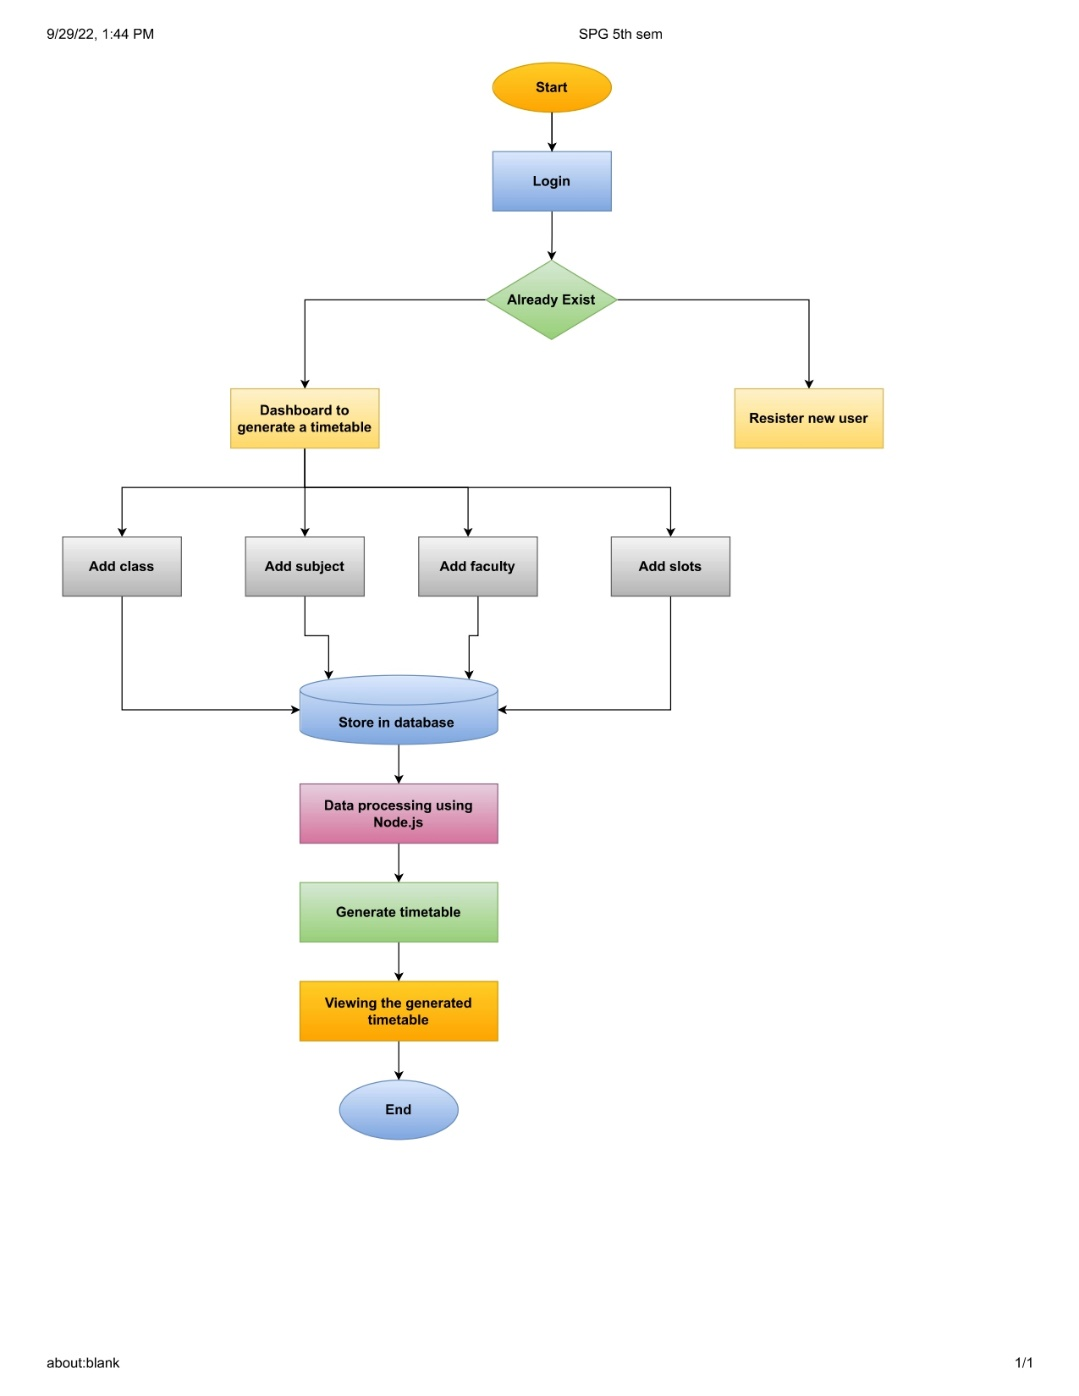 9/29/22, 1:44 PM
SPG 5th sem
Start
Login
Already Exist
Dashboard to
generate a timetable
Resister new user
Add class
Add subject
Add faculty
Add slots
Store in database
Data processing using
Node.js
Generate timetable
Viewing the generated
timetable
End
about:blank
1/1